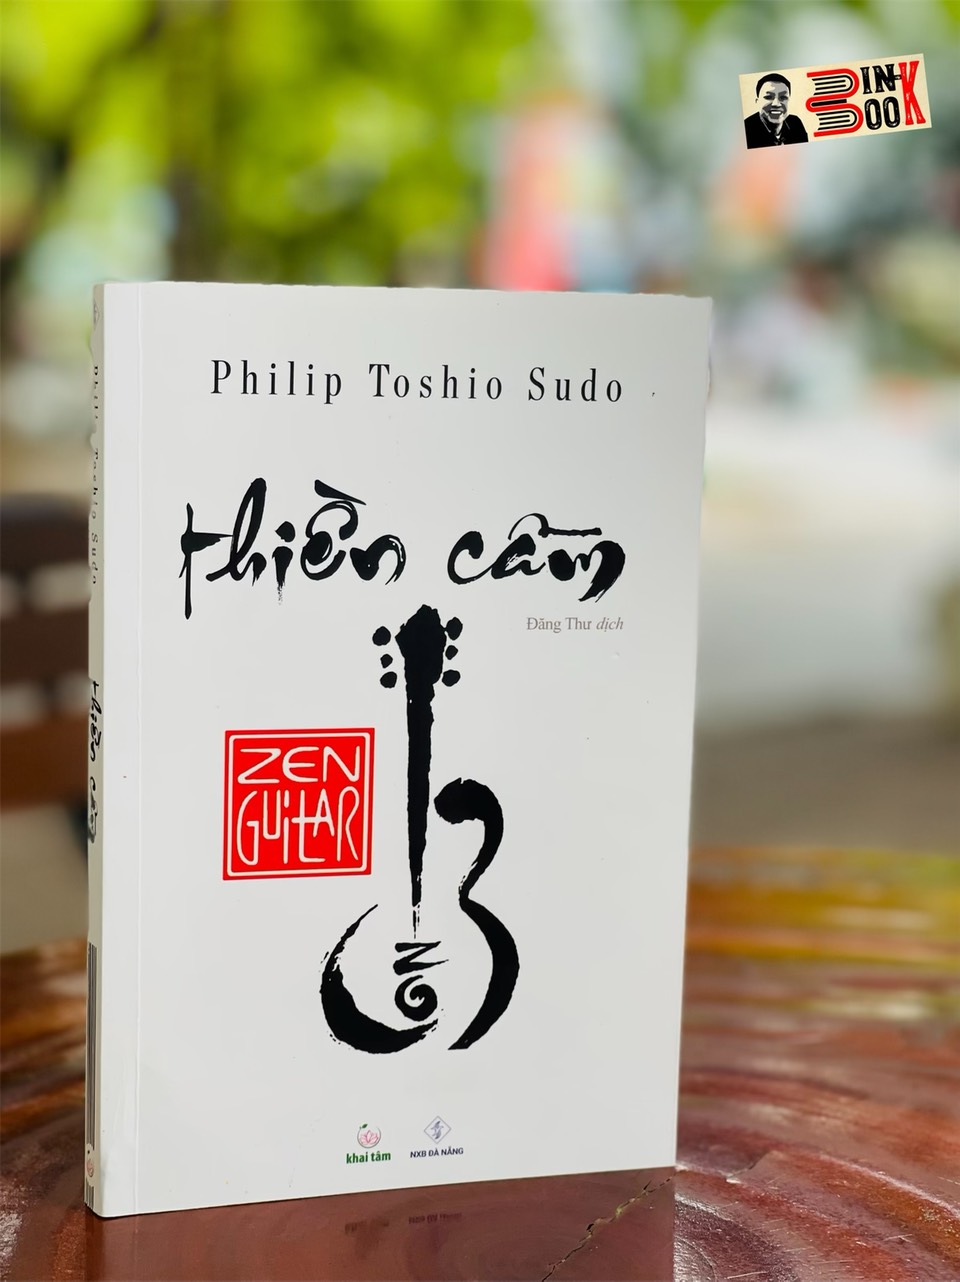 BIN-
BOOK
Philip Toshio Sudo
thiền cầm
Đăng Thư dịch
ZEN
GUITAR
ZG
khai tâm
NXB ĐÀ NẴNG
Philip Toshio Sudo
thiền cầm